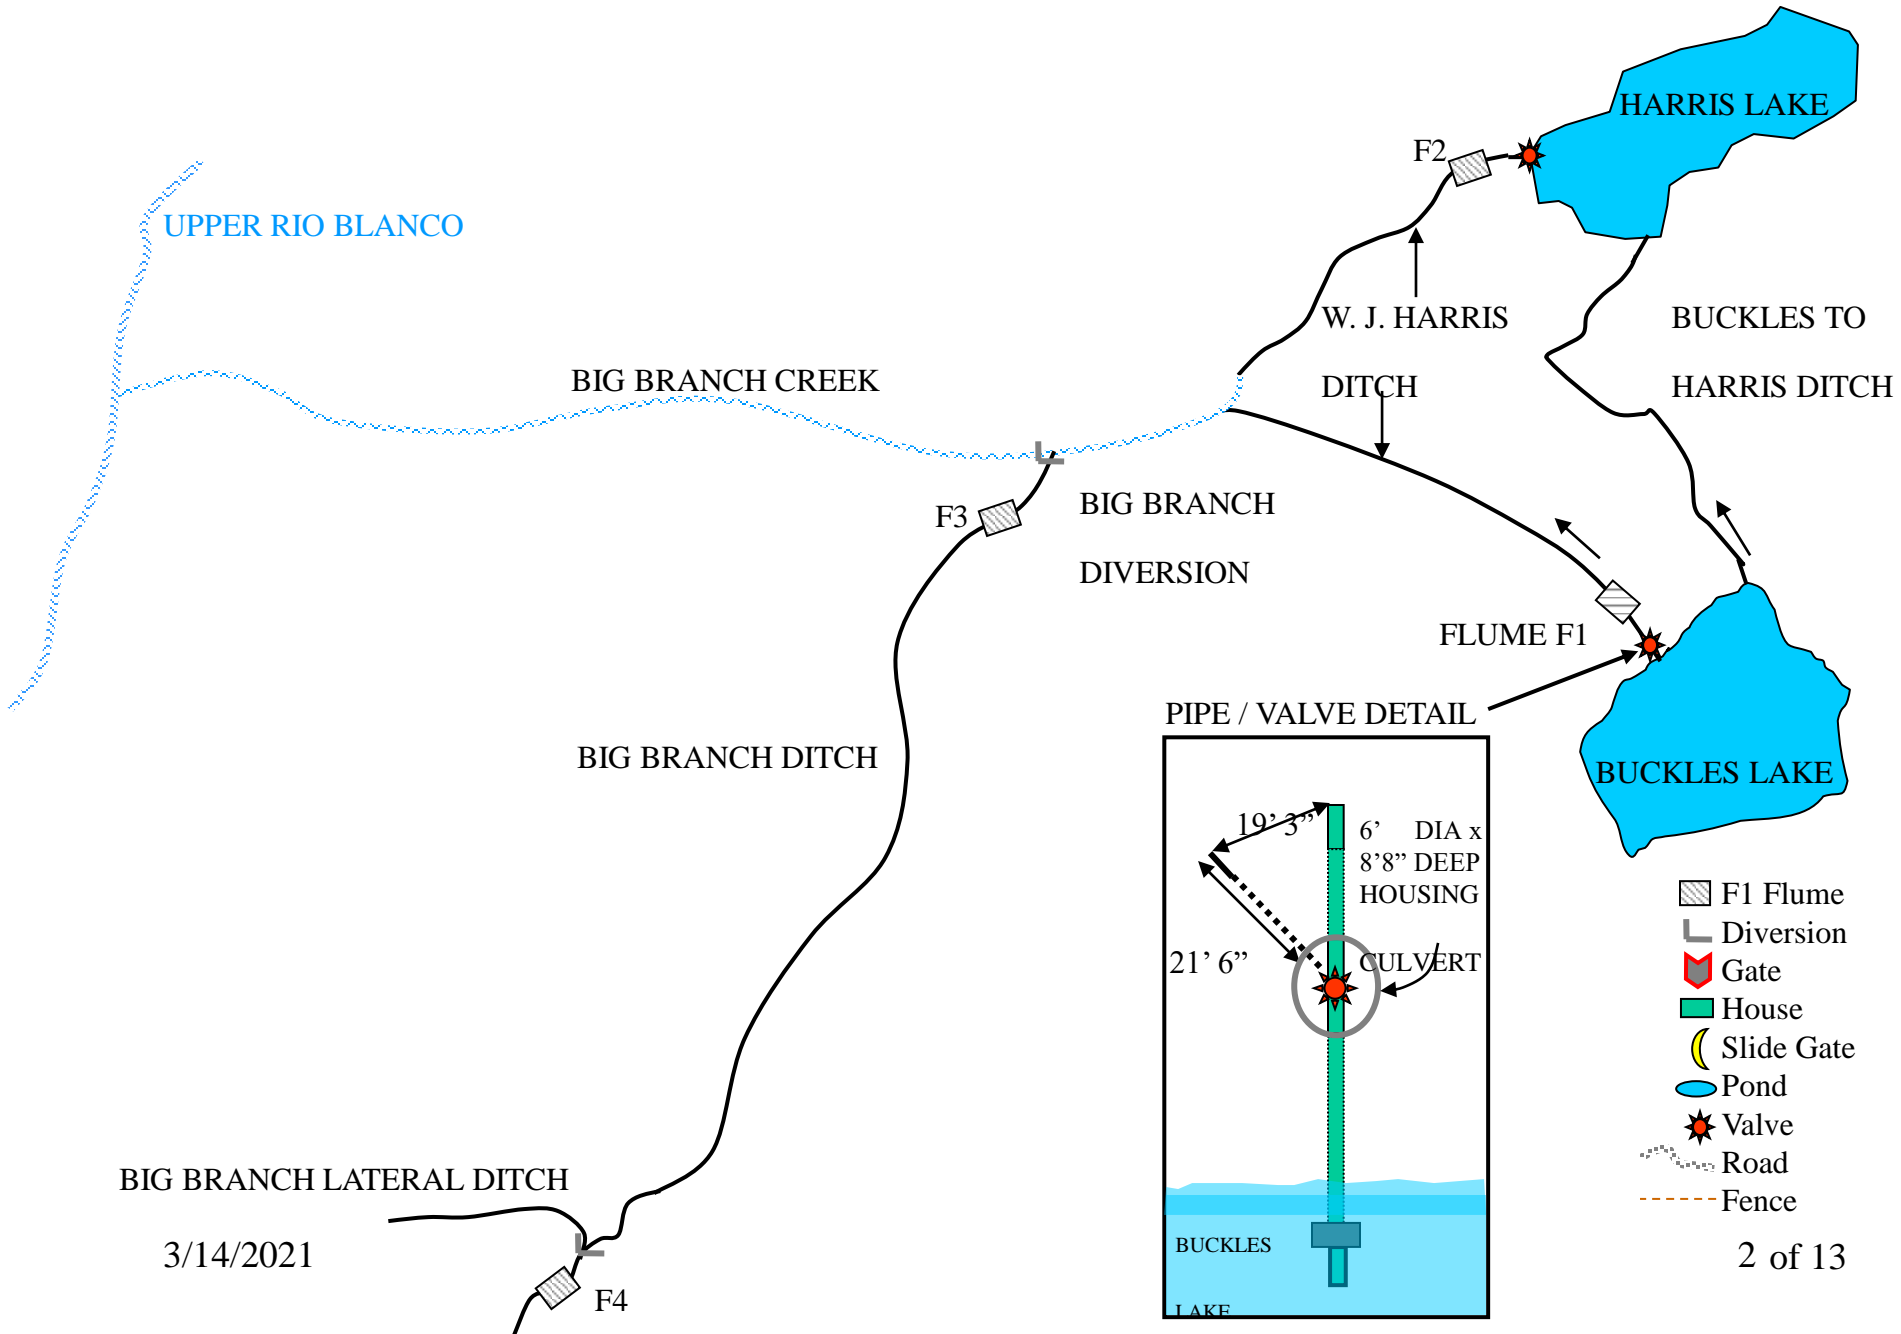 HARRIS LAKE
F2
UPPER RIO BLANCO
W. J. HARRIS
DITCH
BUCKLES TO
HARRIS DITCH
BIG BRANCH CREEK
F3
BIG BRANCH
DIVERSION
FLUME F1
PIPE / VALVE DETAIL
BIG BRANCH DITCH
BUCKLES LAKE
19' 3”
6' DIA x
8'8” DEEP
HOUSING
CULVERT
21' 6”
BUCKLES
LAKE
F1 Flume
Diversion
Gate
House
Slide Gate
Pond
Valve
Road
Fence
BIG BRANCH LATERAL DITCH
3/14/2021
F4
2 of 13